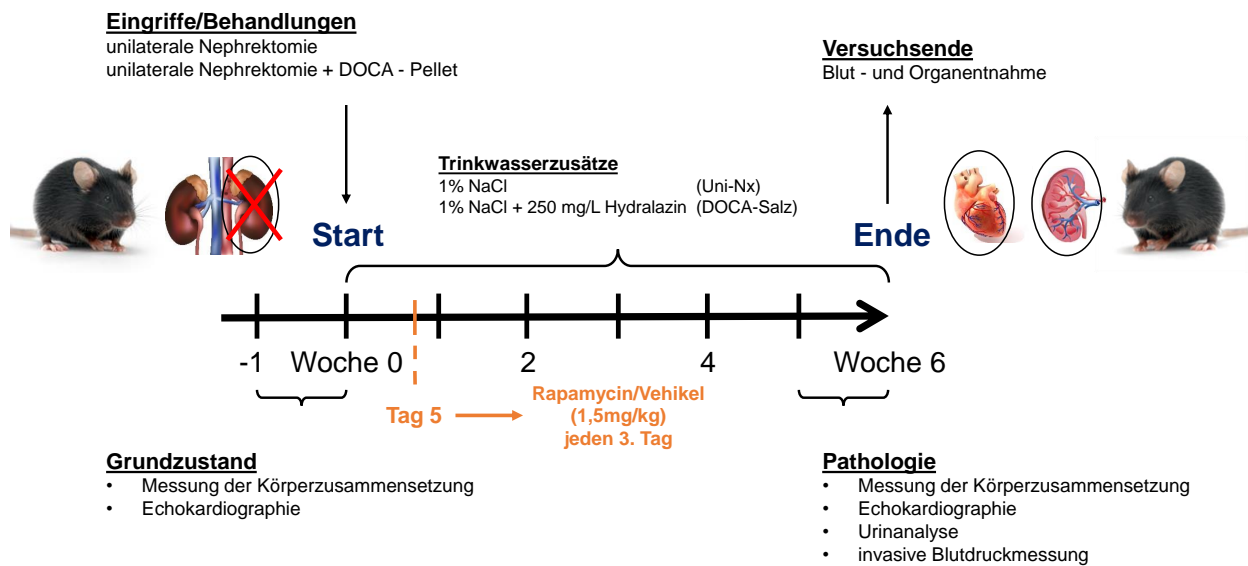 Eingriffe/Behandlungen
unilaterale Nephrektomie
unilaterale Nephrektomie + DOCA - Pellet
Versuchsende
Blut - und Organentnahme
Trinkwasserzusätze
1% NaCl (Uni-Nx)
1% NaCl + 250 mg/L Hydralazin (DOCA-Salz)
Start
Ende
-1 Woche 0 2 4 Woche 6
Tag 5
Rapamycin/Vehikel
(1,5mg/kg)
jeden 3. Tag
Grundzustand
• Messung der Körperzusammensetzung
• Echokardiographie
Pathologie
• Messung der Körperzusammensetzung
• Echokardiographie
• Urinanalyse
• invasive Blutdruckmessung